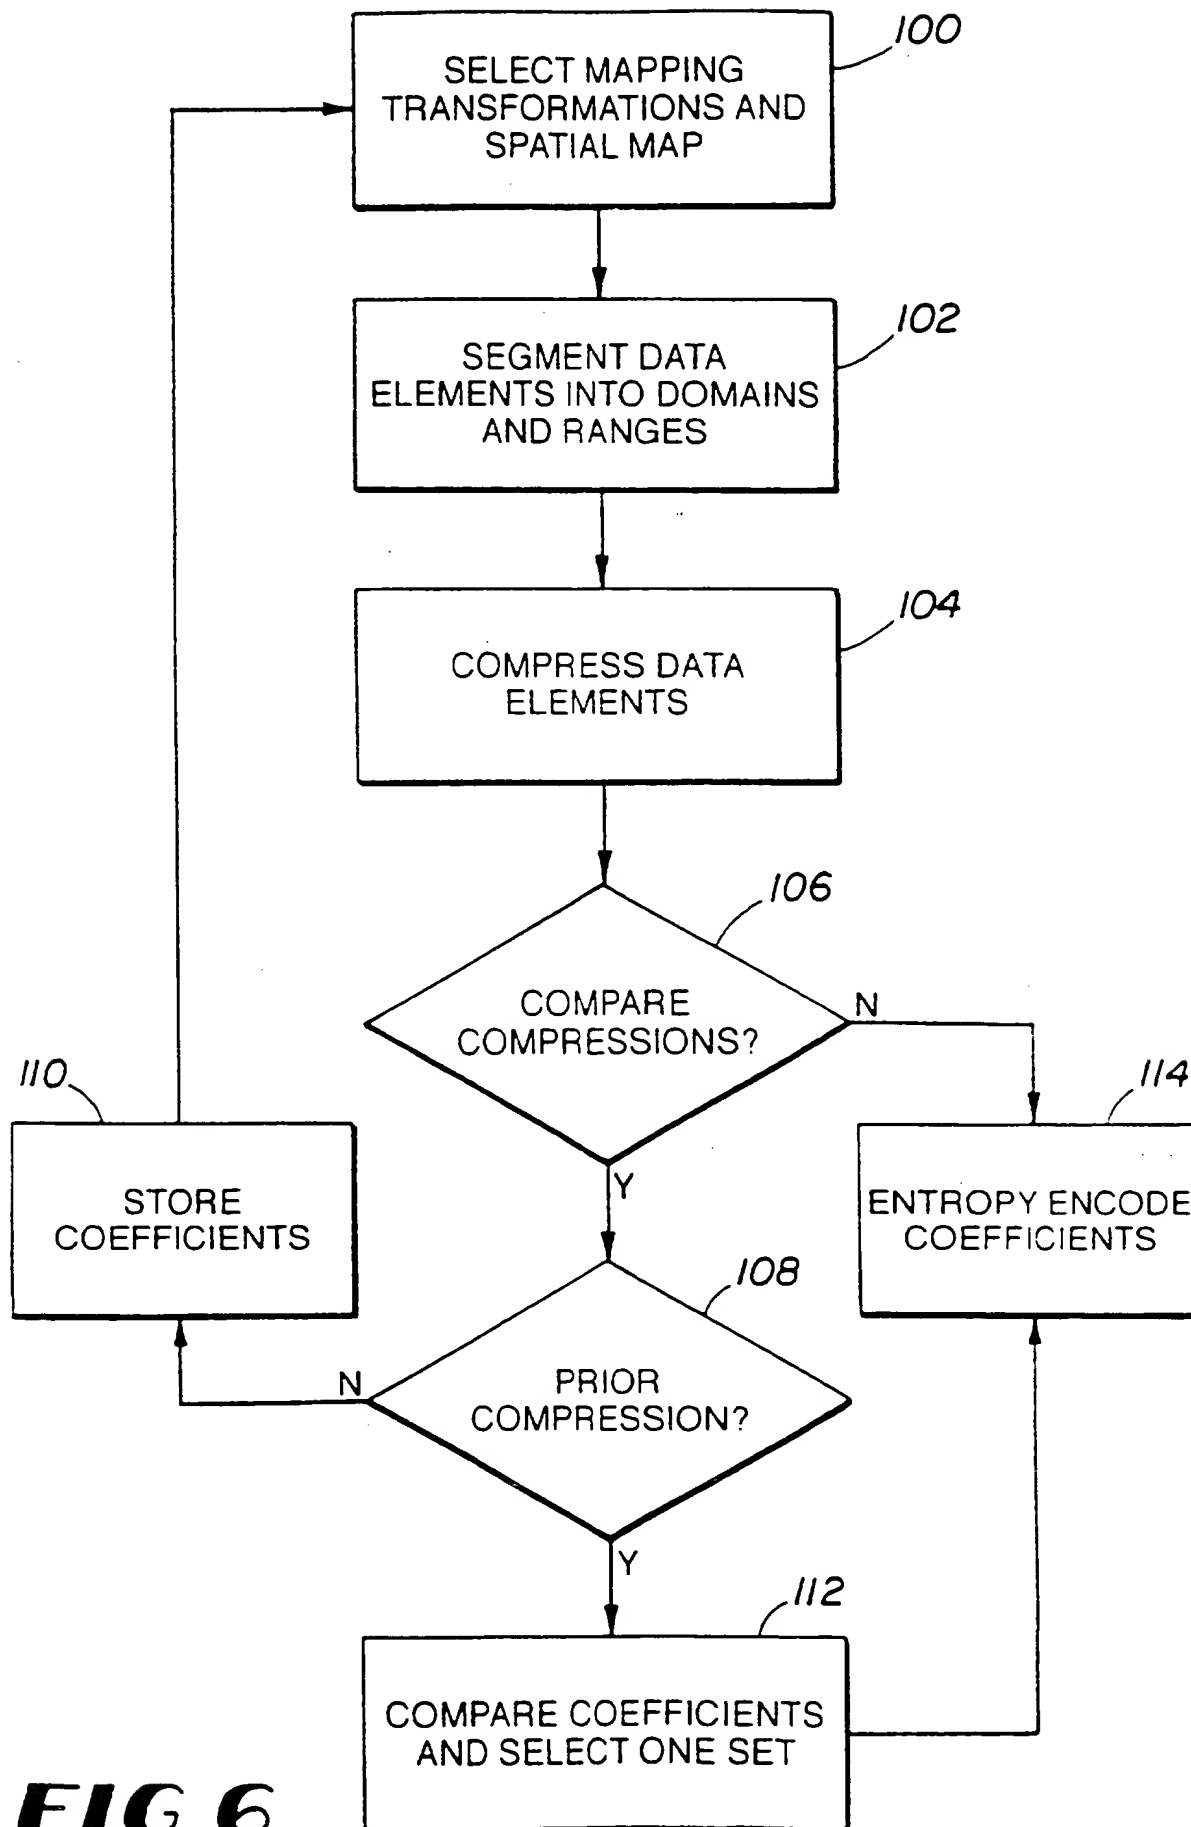 100
SELECT MAPPING
TRANSFORMATIONS AND
SPATIAL MAP
102
SEGMENT DATA
ELEMENTS INTO DOMAINS
AND RANGES
104
COMPRESS DATA
ELEMENTS
106
COMPARE
COMPRESSIONS?
N
Y
110
STORE
COEFFICIENTS
114
ENTROPY ENCODE
COEFFICIENTS
108
PRIOR
COMPRESSION?
N
Y
112
COMPARE COEFFICIENTS
AND SELECT ONE SET
FIG 6